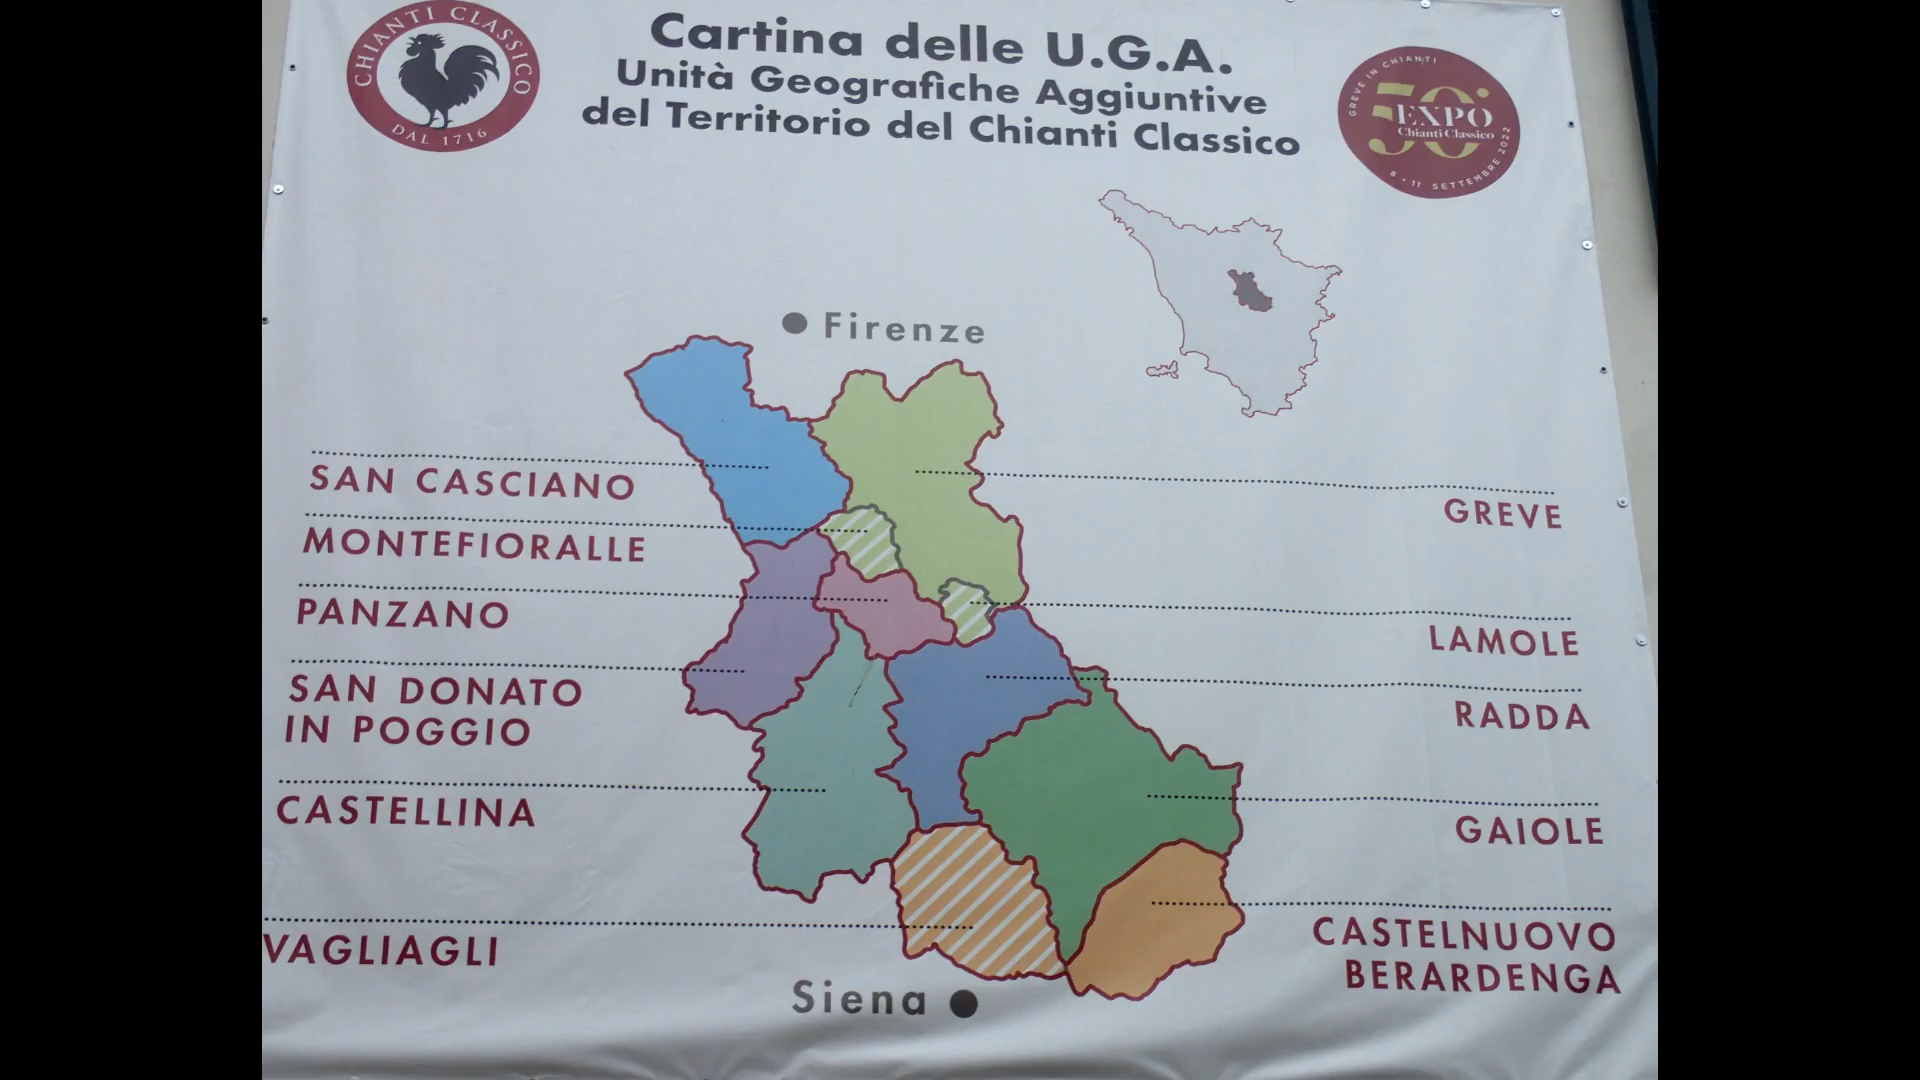 CHIANTI CLASSICO
DAL 1716
Cartina delle U.G.A.
Unità Geografiche Aggiuntive
del Territorio del Chianti Classico
GREVE IN CHIANTI
50°
EXPO
Chianti Classico
8 • 11 SETTEMBRE 2022
Firenze
SAN CASCIANO
GREVE
MONTEFIORALLE
PANZANO
LAMOLE
SAN DONATO
IN POGGIO
RADDA
CASTELLINA
GAIOLE
VAGLIAGLI
CASTELNUOVO
BERARDENGA
Siena